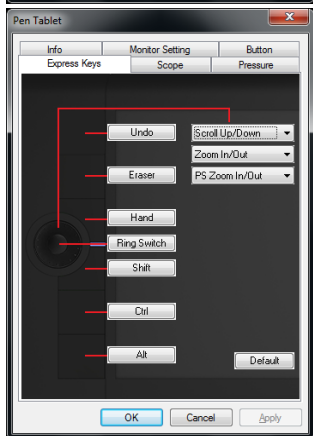 Pen Tablet
Info Monitor Setting Button
Express Keys Scope Pressure
Undo Scroll Up/Down
Zoom In/Out
Eraser PS Zoom In/Out
Hand
Ring Switch
Shift
Ctrl
Alt
Default
OK Cancel Apply